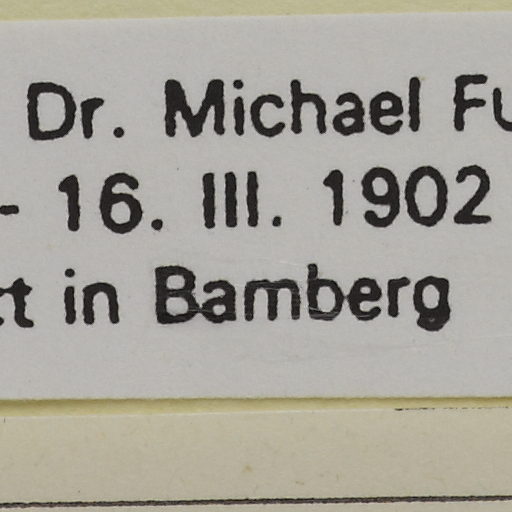 Dr. Michael
- 16. III. 1902
in Bamberg